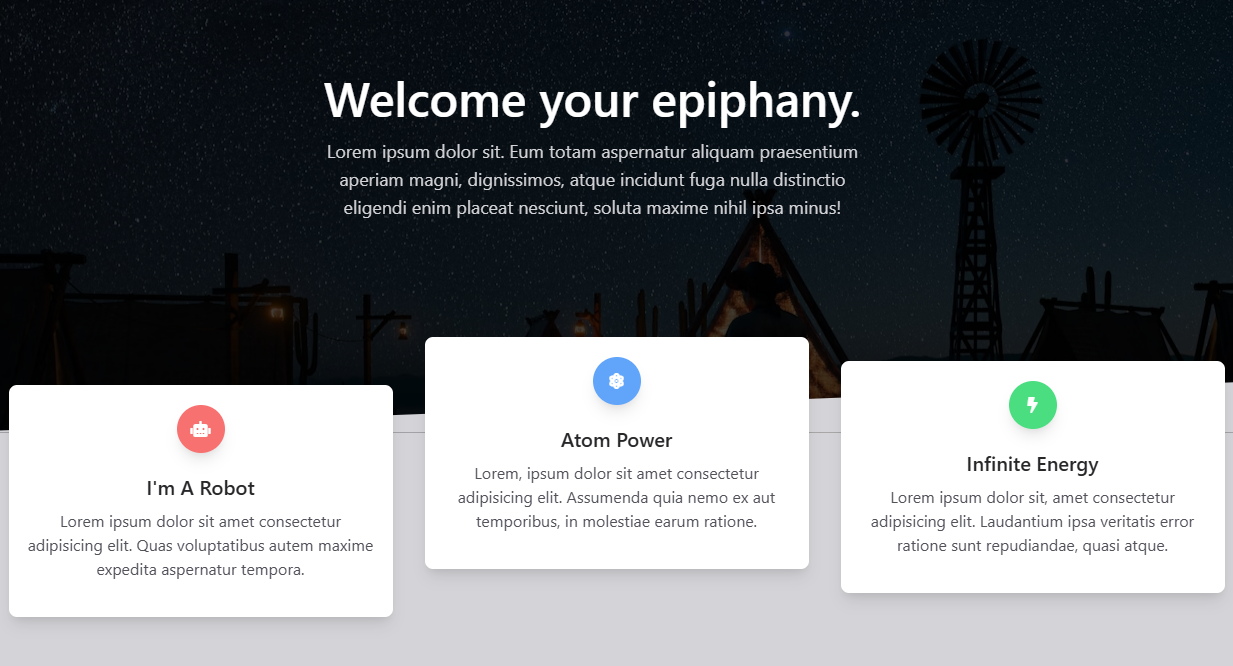 Welcome your epiphany.
Lorem ipsum dolor sit. Eum totam aspernatur aliquam praesentium
aperiam magni, dignissimos, atque incidunt fuga nulla distinctio
eligendi enim placeat nesciunt, soluta maxime nihil ipsa minus!
I'm A Robot
Lorem ipsum dolor sit amet consectetur
adipisicing elit. Quas voluptatibus autem maxime
expedita aspernatur tempora.
Atom Power
Lorem, ipsum dolor sit amet consectetur
adipisicing elit. Assumenda quia nemo ex aut
temporibus, in molestiae earum ratione.
Infinite Energy
Lorem ipsum dolor sit, amet consectetur
adipisicing elit. Laudantium ipsa veritatis error
ratione sunt repudiandae, quasi atque.